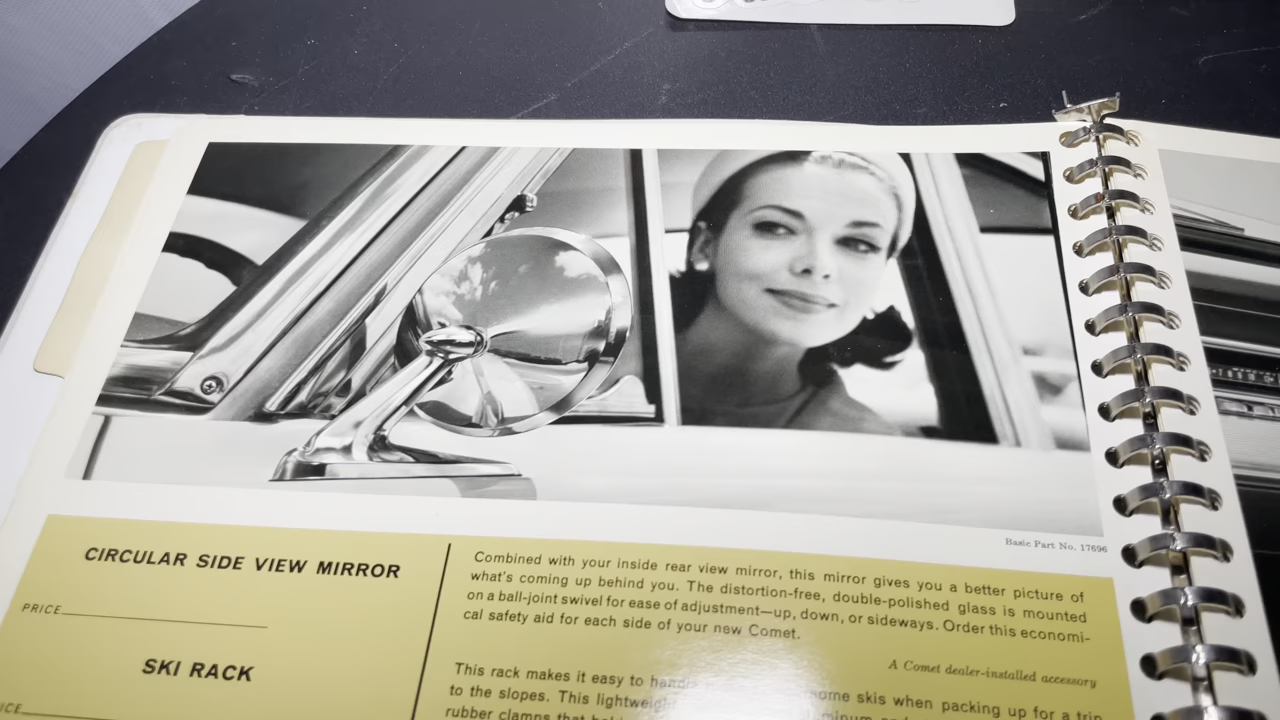 Basic Part No. 17696
CIRCULAR SIDE VIEW MIRROR
PRICE
Combined with your inside rear view mirror, this mirror gives you a better picture of
what's coming up behind you. The distortion-free, double-polished glass is mounted
on a ball-joint swivel for ease of adjustment—up, down, or sideways. Order this economi-
cal safety aid for each side of your new Comet.
A Comet dealer-installed accessory
SKI RACK
This rack makes it easy to handle some skis when packing up for a trip
to the slopes. This lightweight
rubber clamps that